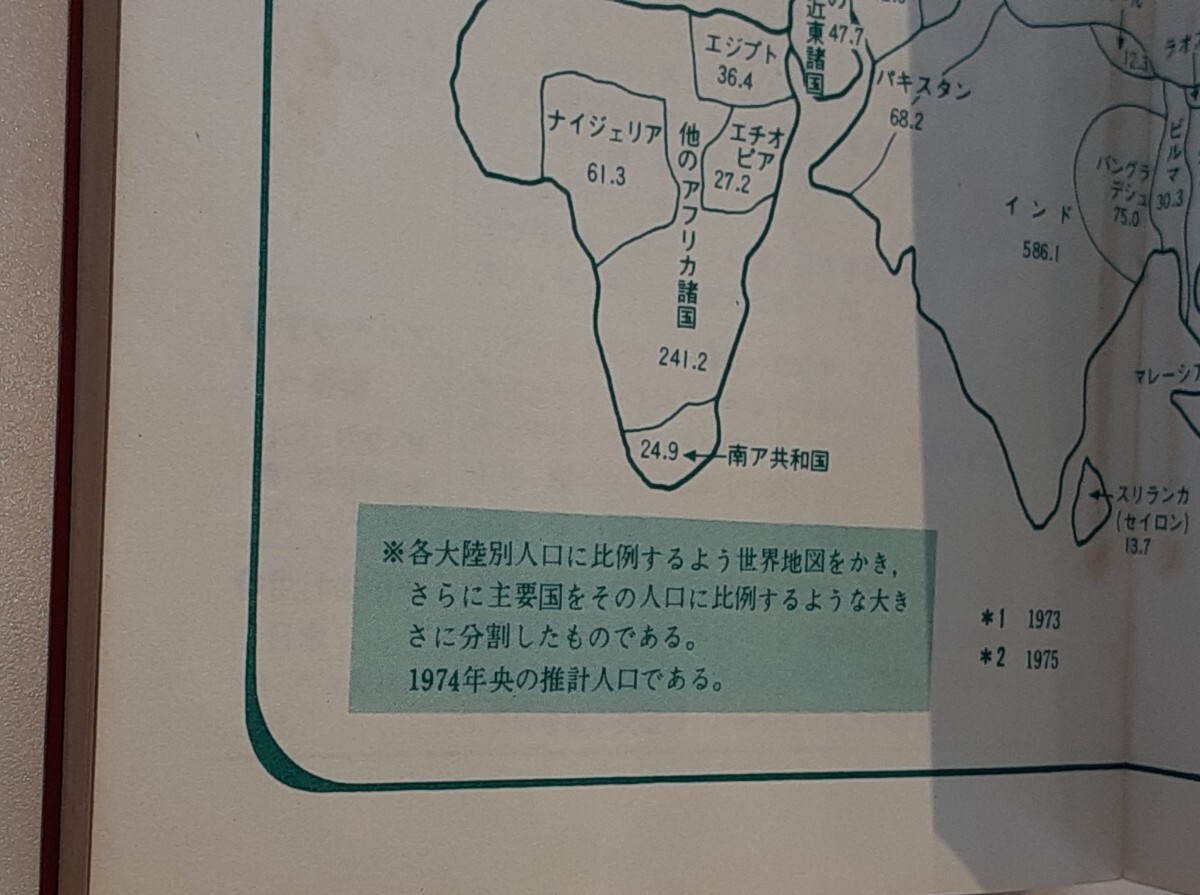 近東諸国
47.7
エジプト
36.4
パキスタン
68.2
12.3
ナイジェリア
61.3
他のアフリカ諸国
241.2
エチオ
ピア
27.2
インド
586.1
バングラ
デシュ
75.0
ビルマ
30.3
マレーシア
24.9
南ア共和国
スリランカ
(セイロン)
13.7
※各大陸別人口に比例するよう世界地図をかき,
さらに主要国をその人口に比例するような大き
さに分割したものである。
1974年央の推計人口である。
*1 1973
*2 1975